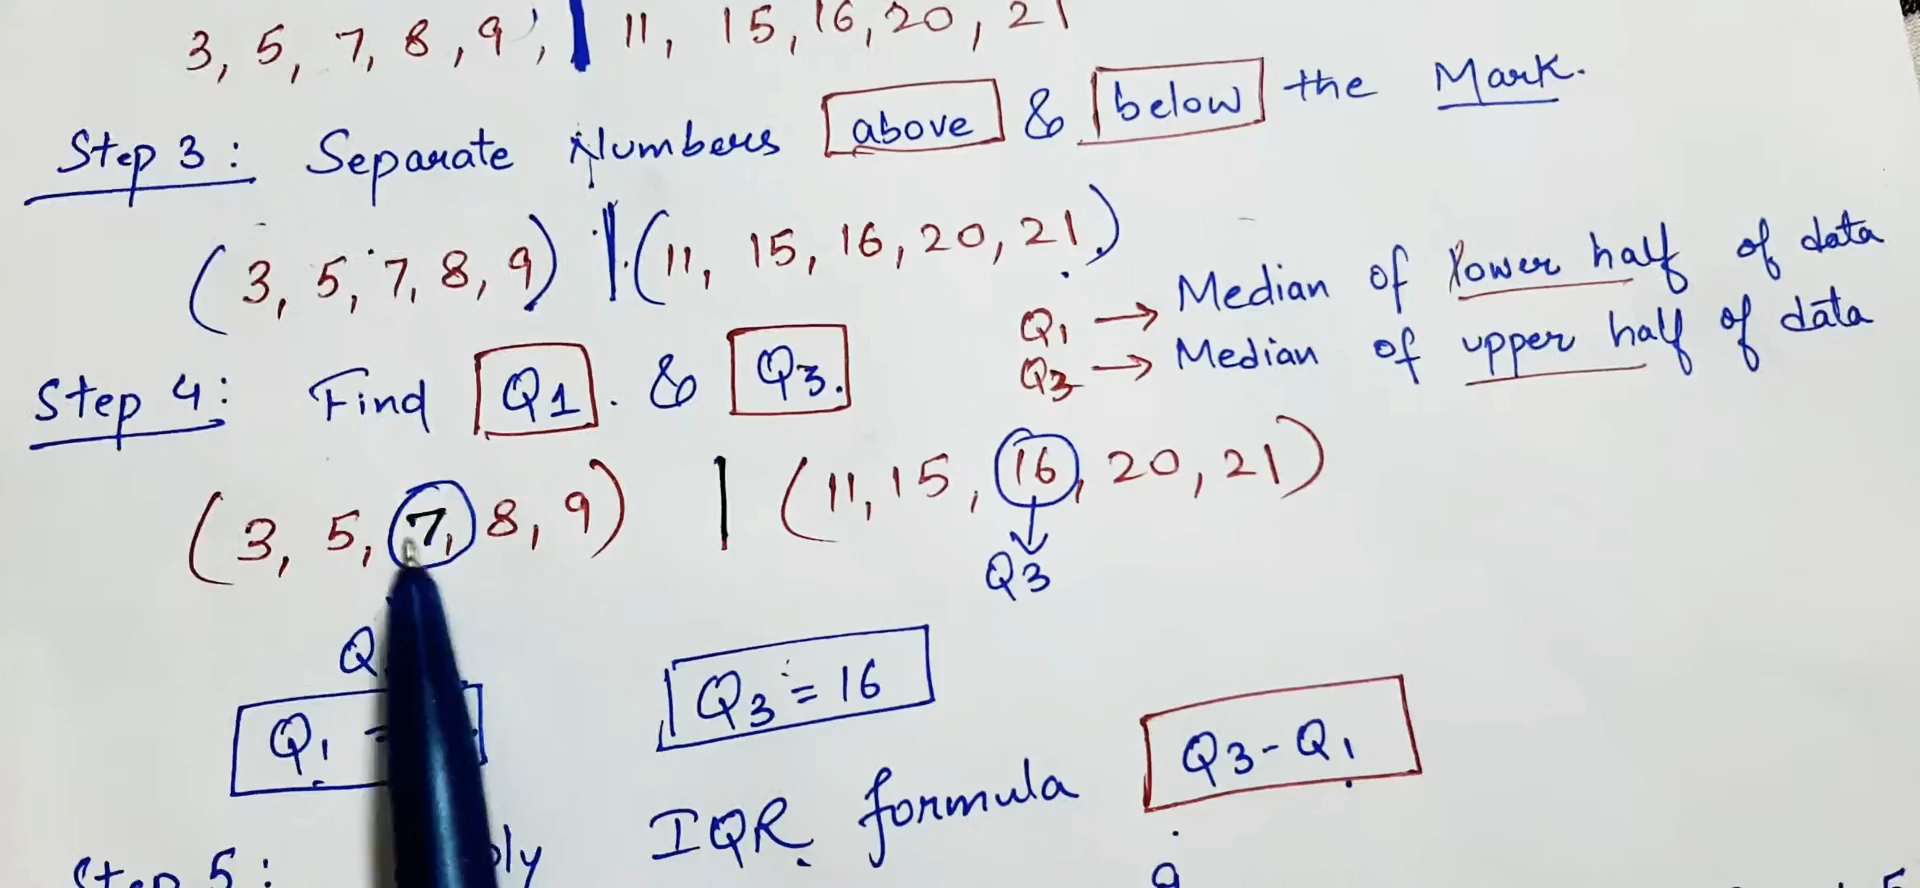 3, 5, 7, 8, 9, | 11, 15, 16, 20, 21
Step 3: Separate Numbers above & below the Mark.
(3, 5, 7, 8, 9) | (11, 15, 16, 20, 21)
Q1 → Median of lower half of data
Q3 → Median of upper half of data
Step 4: Find Q1 & Q3.
(3, 5, 7, 8, 9) | (11, 15, 16, 20, 21)
Q3
Q
Q1 =
Q3 = 16
Step 5: ply IQR formula Q3 - Q1